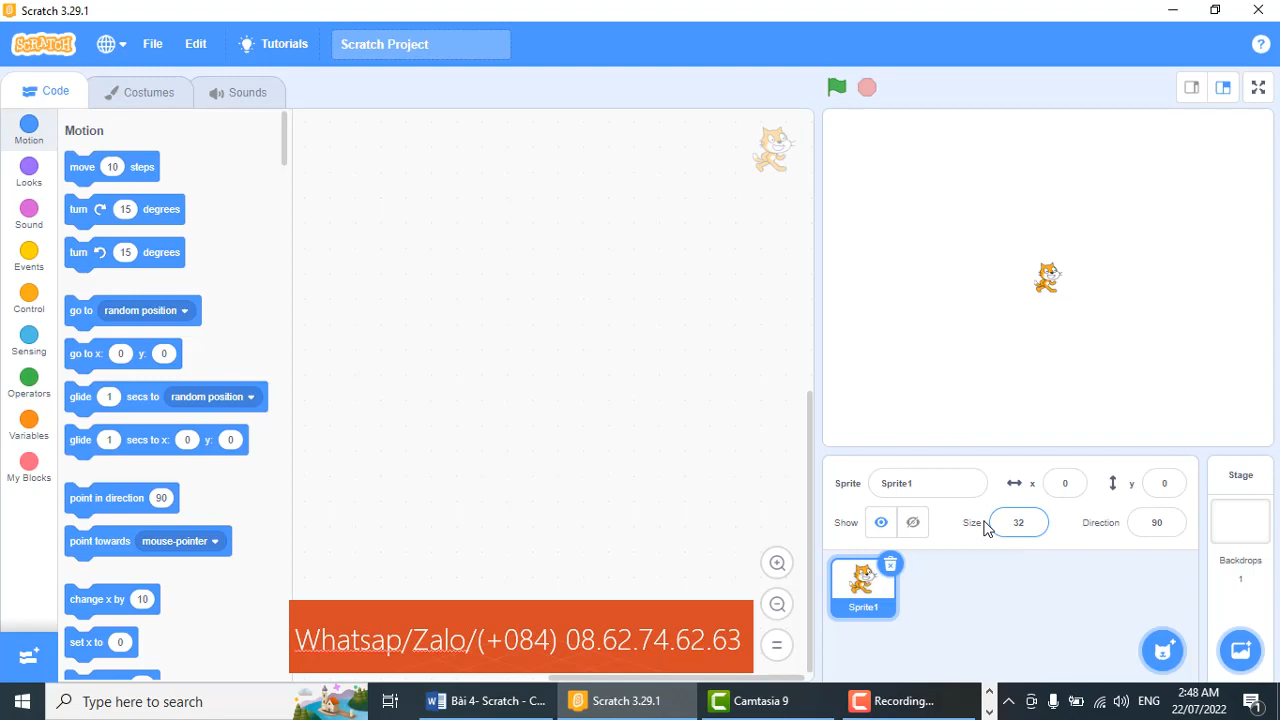 Scratch 3.29.1
SCRATCH
File
Edit
Tutorials
Scratch Project
?
Code
Costumes
Sounds
Motion
Looks
Sound
Events
Control
Sensing
Operators
Variables
My Blocks
Motion
move 10 steps
turn 15 degrees
turn 15 degrees
go to random position
go to x: 0 y: 0
glide 1 secs to random position
glide 1 secs to x: 0 y: 0
point in direction 90
point towards mouse-pointer
change x by 10
set x to 0
Sprite Sprite1 x 0 y 0
Show Size 32 Direction 90
Sprite1
Stage
Backdrops
1
Whatsap/Zalo/(+084) 08.62.74.62.63
Type here to search
Bài 4- Scratch - C...
Scratch 3.29.1
Camtasia 9
Recording...
ENG
2:48 AM
22/07/2022
1